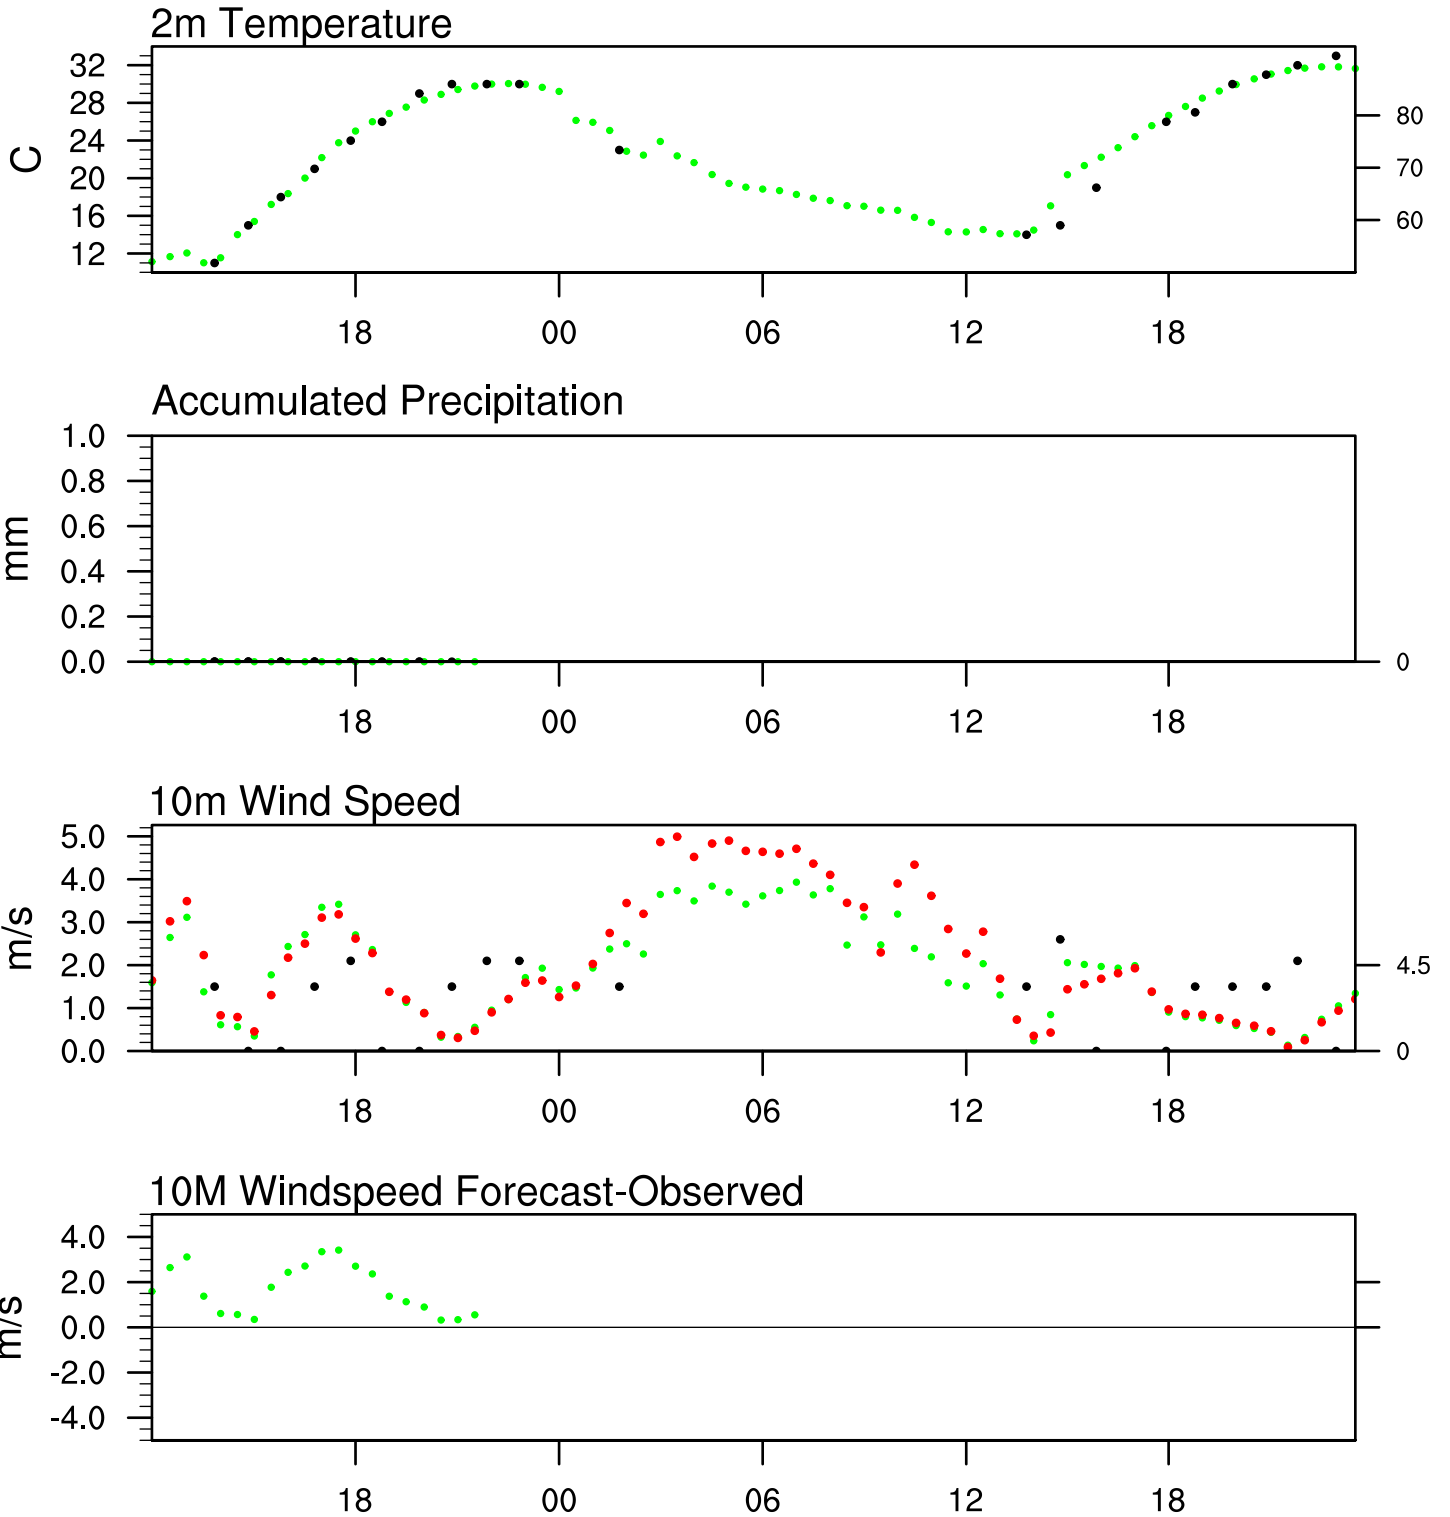 2m Temperature
32
28
24
20
16
12
C
80
70
60
18 00 06 12 18
Accumulated Precipitation
1.0
0.8
0.6
0.4
0.2
0.0
mm
0
18 00 06 12 18
10m Wind Speed
5.0
4.0
3.0
2.0
1.0
0.0
m/s
4.5
0
18 00 06 12 18
10M Windspeed Forecast-Observed
4.0
2.0
0.0
-2.0
-4.0
m/s
18 00 06 12 18